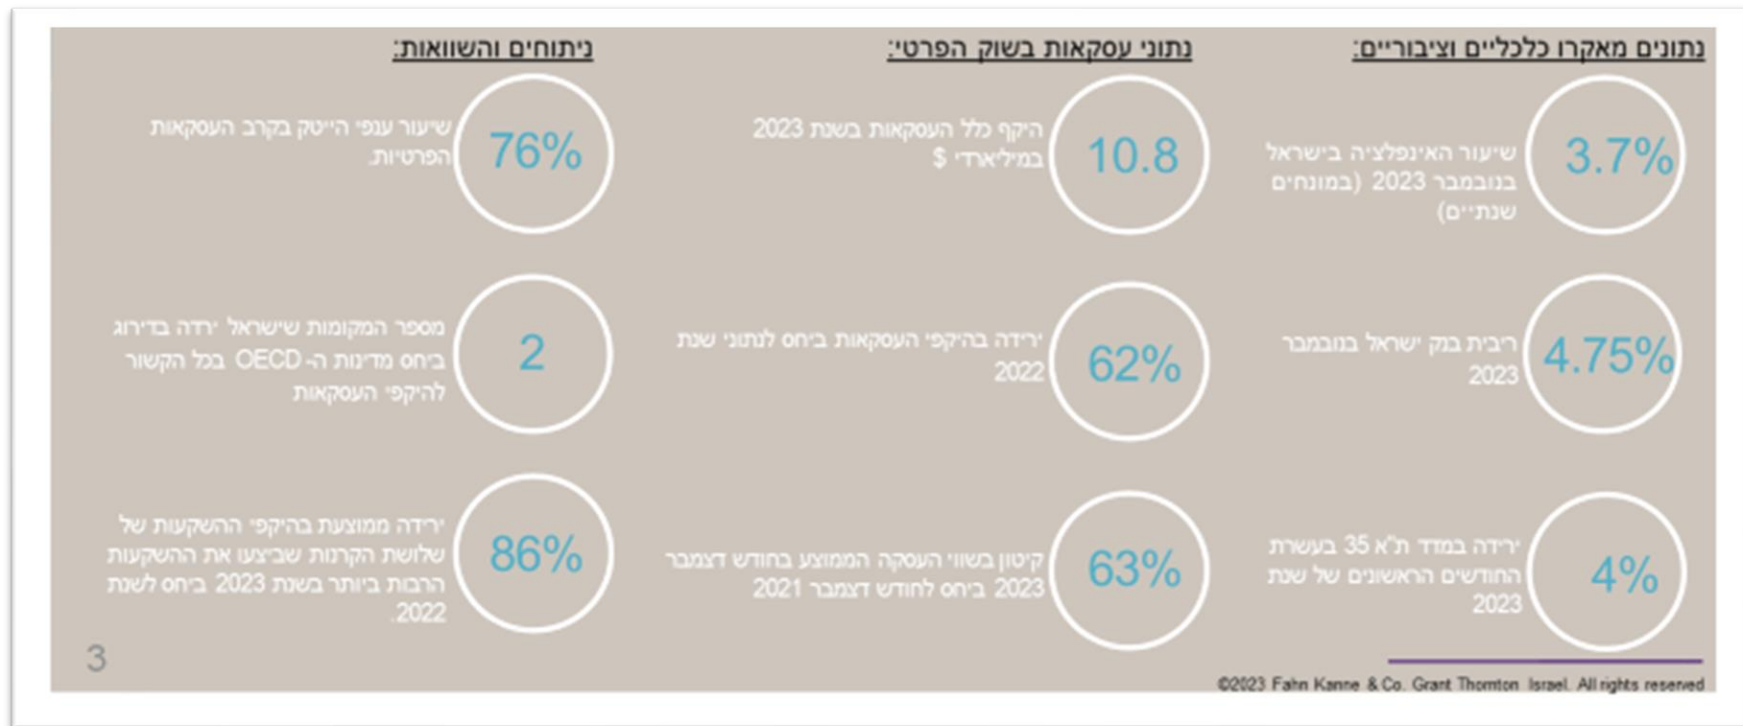 נתונים מאקרו כלכליים וציבוריים:
3.7%
שיעור האינפלציה בישראל
בנובמבר 2023 (במונחים
שנתיים)
4.75%
ריבית בנק ישראל בנובמבר
2023
4%
ירידה במדד ת"א 35 בעשרת
החודשים הראשונים של שנת
2023
נתוני עסקאות בשוק הפרטי:
10.8
היקף כלל העסקאות בשנת 2023
במיליארדי $
62%
ירידה בהיקפי העסקאות ביחס לנתוני שנת
2022
63%
קיטון בשווי העסקה הממוצע בחודש דצמבר
2023 ביחס לחודש דצמבר 2021
ניתוחים והשוואות:
76%
שיעור ענפי הייטק בקרב העסקאות
הפרטיות.
2
מספר המקומות שישראל ירדה בדירוג
ביחס מדינות ה- OECD בכל הקשור
להיקפי העסקאות
86%
ירידה ממוצעת בהיקפי ההשקעות של
שלושת הקרנות שביצעו את ההשקעות
הרבות ביותר בשנת 2023 ביחס לשנת
2022.
3
©2023 Fahn Kanne & Co. Grant Thornton Israel. All rights reserved